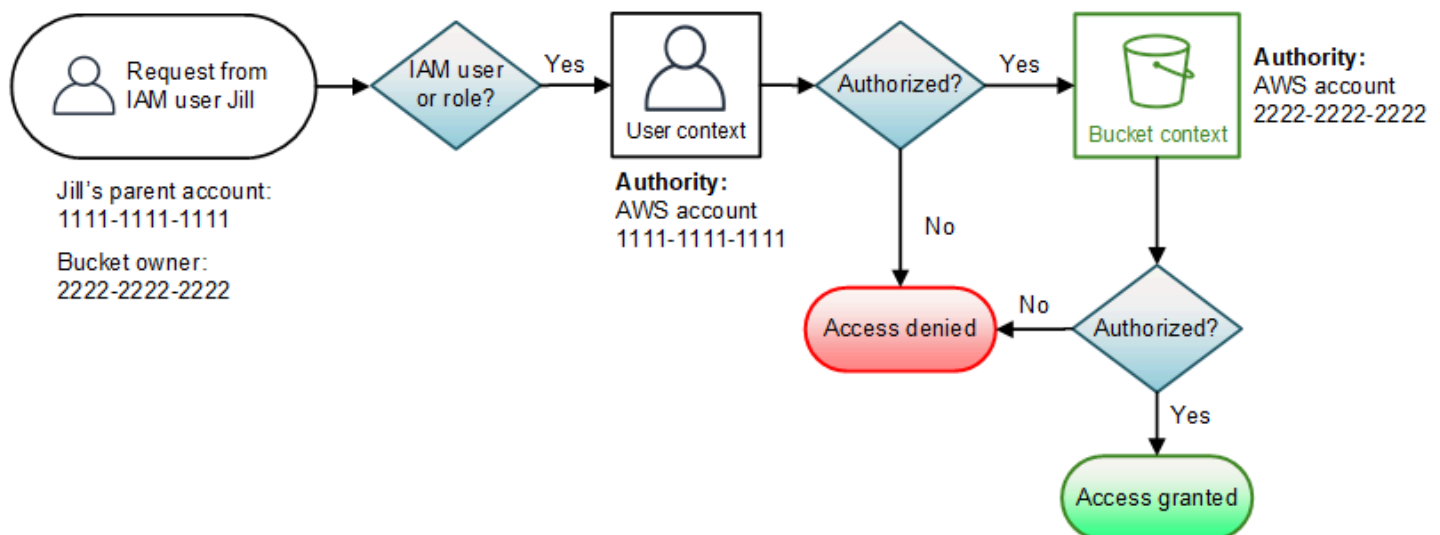 Request from
IAM user Jill
Jill's parent account:
1111-1111-1111
Bucket owner:
2222-2222-2222
IAM user
or role?
Yes
User context
Authority:
AWS account
1111-1111-1111
Authorized?
Yes
No
Bucket context
Authority:
AWS account
2222-2222-2222
Authorized?
No
Access denied
Yes
Access granted